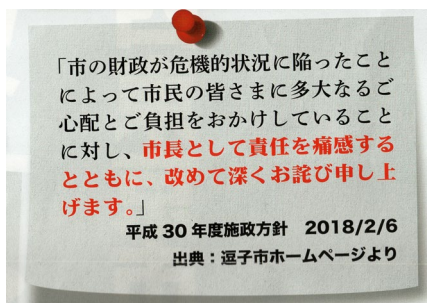 「市の財政が危機的状況に陥ったこと
によって市民の皆さまに多大なるご
心配とご負担をおかけしていること
に対し、市長として責任を痛感する
とともに、改めて深くお詫び申し上
げます。」
平成30年度施政方針 2018/2/6
出典：逗子市ホームページより